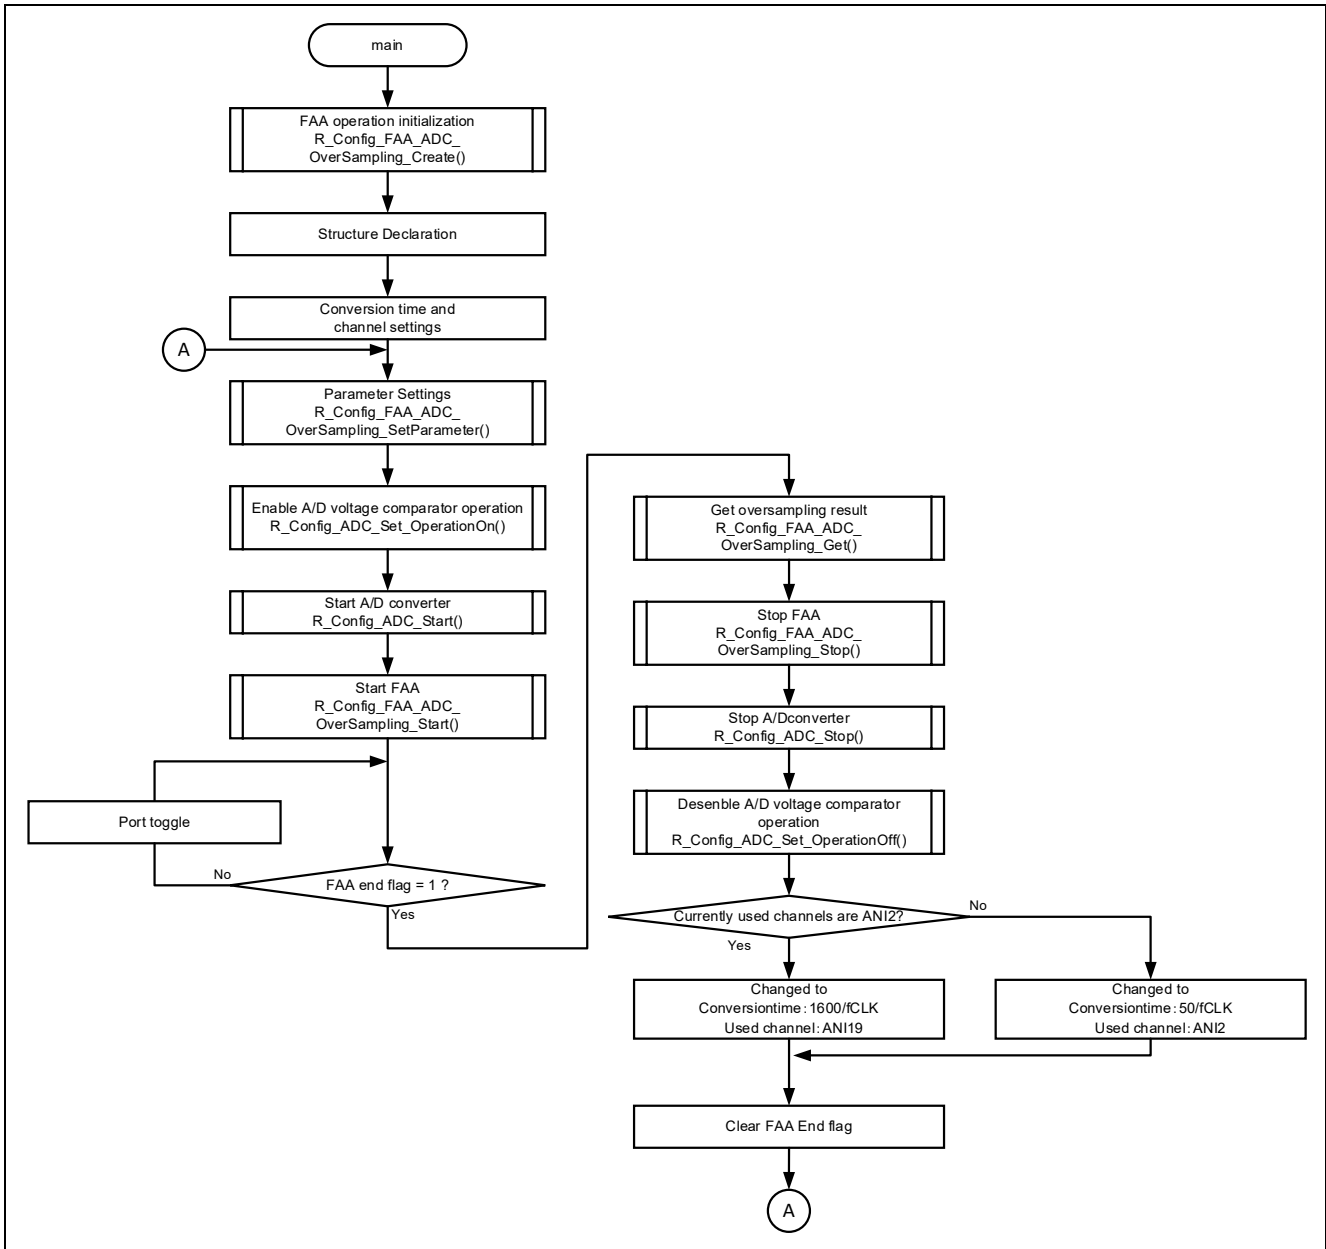 main
FAA operation initialization
R_Config_FAA_ADC_
OverSampling_Create()
Structure Declaration
Conversion time and
channel settings
A
Parameter Settings
R_Config_FAA_ADC_
OverSampling_SetParameter()
Enable A/D voltage comparator operation
R_Config_ADC_Set_OperationOn()
Start A/D converter
R_Config_ADC_Start()
Start FAA
R_Config_FAA_ADC_
OverSampling_Start()
Port toggle
No
FAA end flag = 1 ?
Yes
Get oversampling result
R_Config_FAA_ADC_
OverSampling_Get()
Stop FAA
R_Config_FAA_ADC_
OverSampling_Stop()
Stop A/Dconverter
R_Config_ADC_Stop()
Desenble A/D voltage comparator
operation
R_Config_ADC_Set_OperationOff()
Currently used channels are ANI2?
No
Yes
Changed to
Conversiontime: 1600/fCLK
Used channel: ANI19
Changed to
Conversiontime: 50/fCLK
Used channel: ANI2
Clear FAA End flag
A